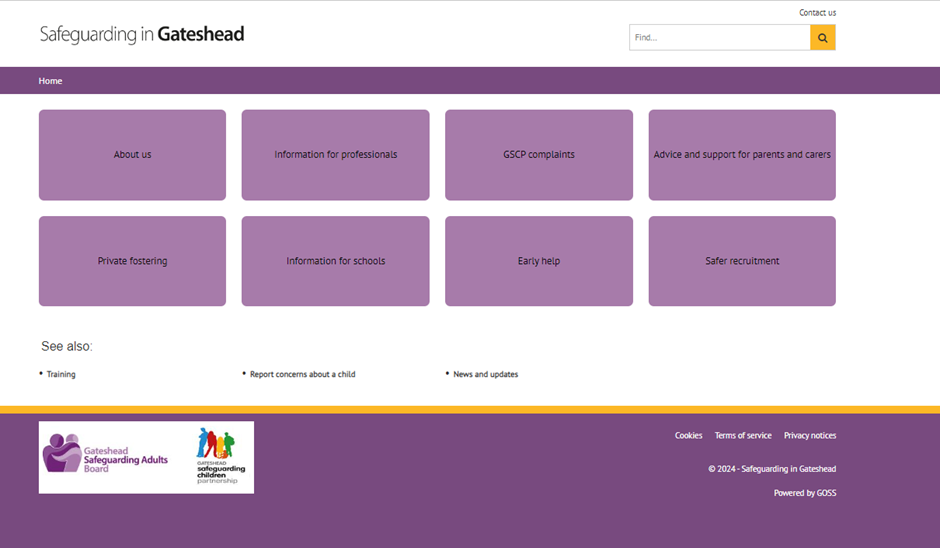 Contact us
Safeguarding in Gateshead
Find...
Home
About us
Information for professionals
GSCP complaints
Advice and support for parents and carers
Private fostering
Information for schools
Early help
Safer recruitment
See also:
• Training
• Report concerns about a child
• News and updates
Gateshead
Safeguarding Adults
Board
GATESHEAD
safeguarding
children
partnership
Cookies Terms of service Privacy notices
© 2024 - Safeguarding in Gateshead
Powered by GOSS